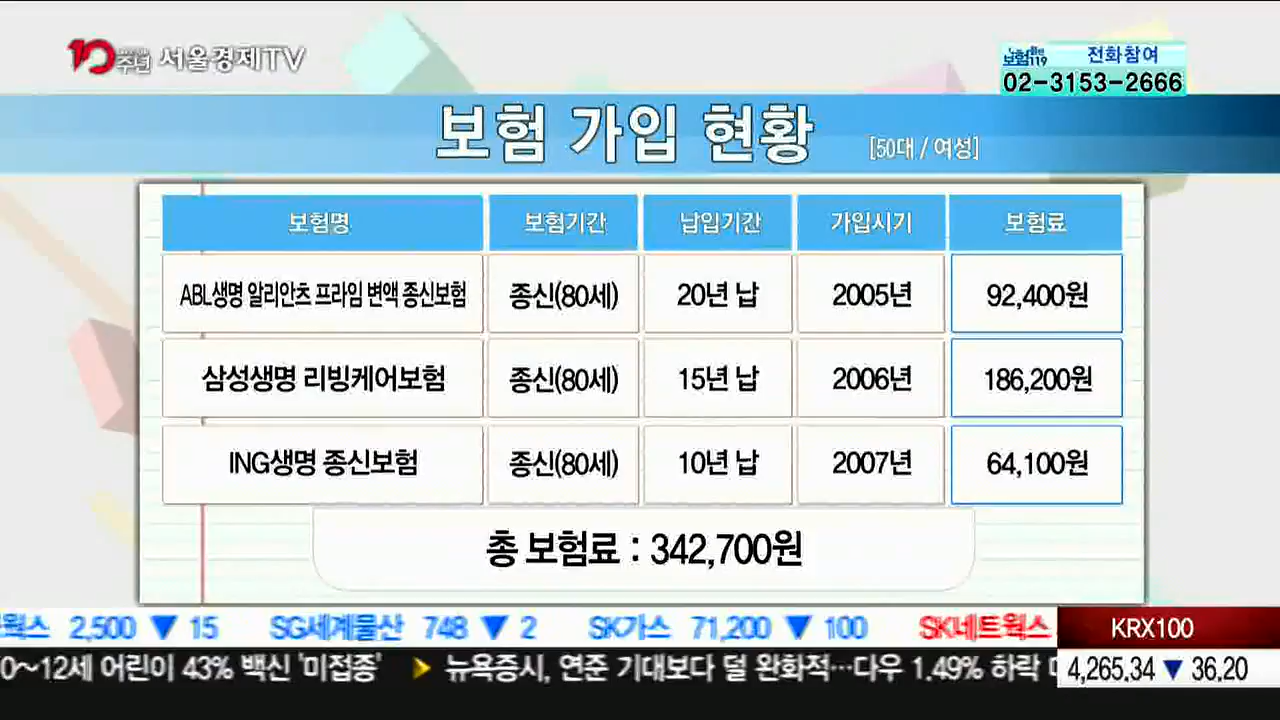 10주년 서울경제TV
보험119 전화참여
02-3153-2666
보험 가입 현황 [50대 / 여성]
보험명 보험기간 납입기간 가입시기 보험료
ABL생명 알리안츠 프라임 변액 종신보험 종신(80세) 20년 납 2005년 92,400원
삼성생명 리빙케어보험 종신(80세) 15년 납 2006년 186,200원
ING생명 종신보험 종신(80세) 10년 납 2007년 64,100원
총 보험료 : 342,700원
웍스 2,500 ▼ 15 SG세계물산 748 ▼ 2 SK가스 71,200 ▼ 100 SK네트웍스 KRX100
0~12세 어린이 43% 백신 '미접종' ▶ 뉴욕증시, 연준 기대보다 덜 완화적…다우 1.49% 하락 4,265.34 ▼ 36.20